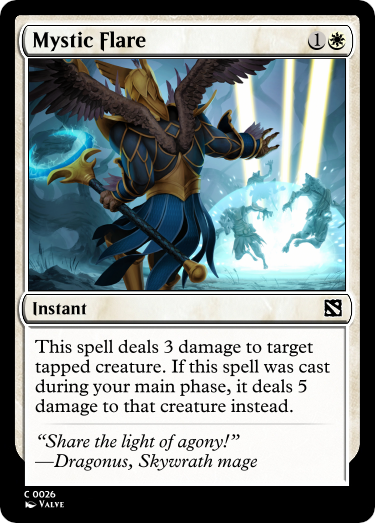 Mystic Flare 1
Instant
This spell deals 3 damage to target
tapped creature. If this spell was cast
during your main phase, it deals 5
damage to that creature instead.
“Share the light of agony!”
—Dragonus, Skywrath mage
C 0026
Valve